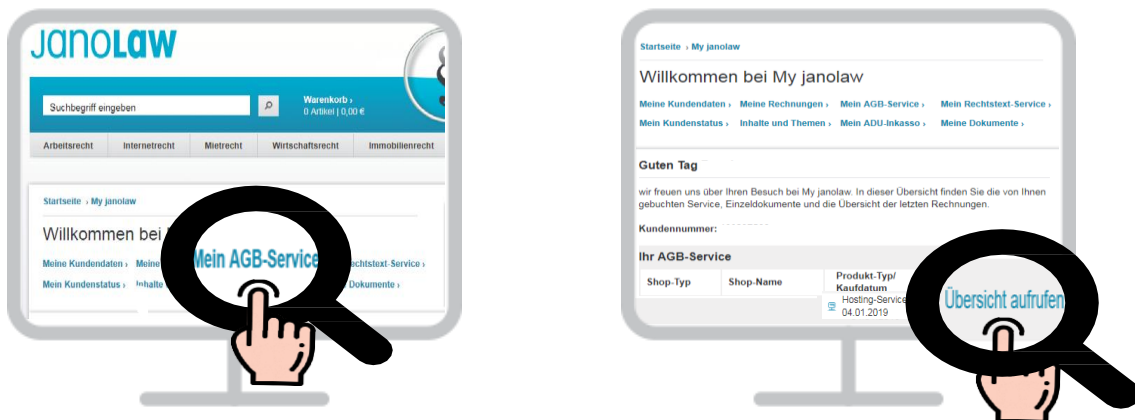 Janolaw
Suchbegriff eingeben
Warenkorb ›
0 Artikel | 0,00 €
Arbeitsrecht Internetrecht Mietrecht Wirtschaftsrecht Immobilienrecht
Startseite › My janolaw
Willkommen bei
Meine Kundendaten › Meine Mein AGB-Service echtstext-Service ›
Mein Kundenstatus › Inhalte Dokumente ›
Startseite › My janolaw
Willkommen bei My janolaw
Meine Kundendaten › Meine Rechnungen › Mein AGB-Service › Mein Rechtstext-Service ›
Mein Kundenstatus › Inhalte und Themen › Mein ADU-Inkasso › Meine Dokumente ›
Guten Tag
wir freuen uns über Ihren Besuch bei My janolaw. In dieser Übersicht finden Sie die von Ihnen
gebuchten Service, Einzeldokumente und die Übersicht der letzten Rechnungen.
Kundennummer:
Ihr AGB-Service
Shop-Typ Shop-Name Produkt-Typ/
Kaufdatum
Hosting-Service
04.01.2019
Übersicht aufrufen